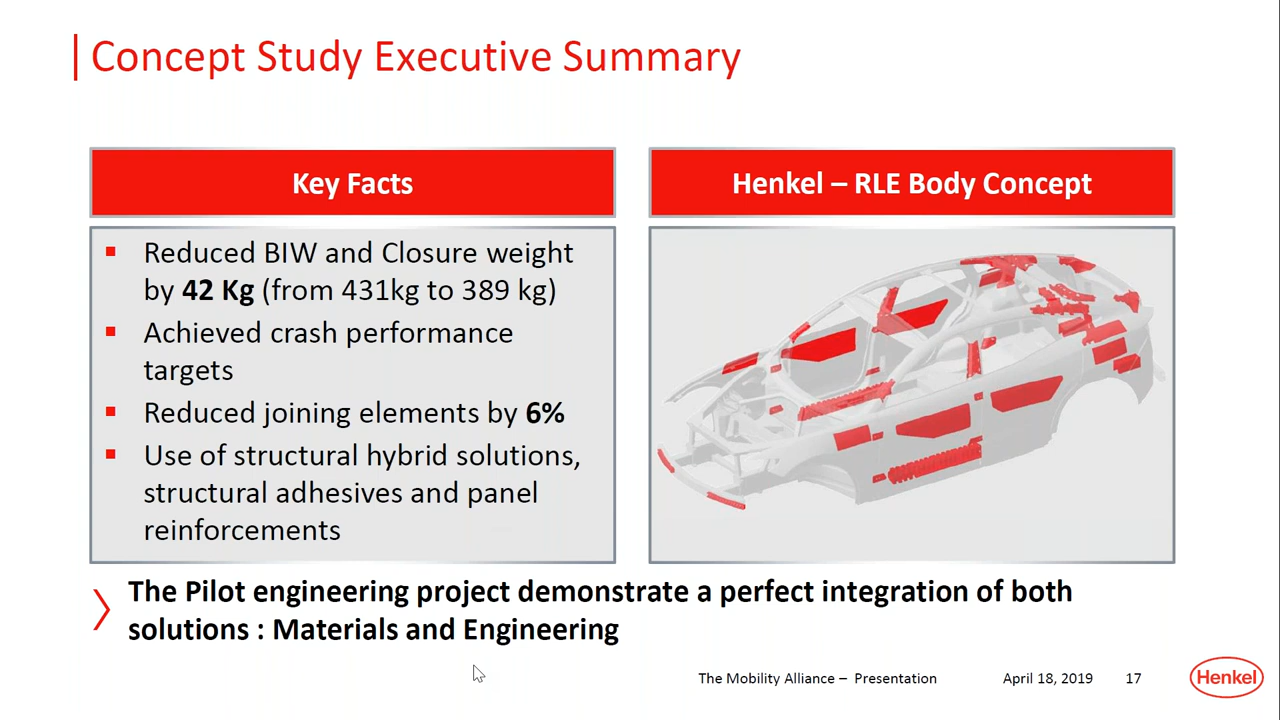 Concept Study Executive Summary
Key Facts
Reduced BIW and Closure weight
by 42 Kg (from 431kg to 389 kg)
Achieved crash performance
targets
Reduced joining elements by 6%
Use of structural hybrid solutions,
structural adhesives and panel
reinforcements
Henkel – RLE Body Concept
The Pilot engineering project demonstrate a perfect integration of both
solutions : Materials and Engineering
The Mobility Alliance – Presentation April 18, 2019 17
Henkel